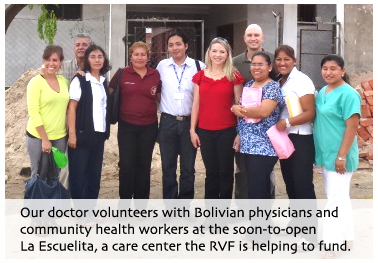 Our doctor volunteers with Bolivian physicians and
community health workers at the soon-to-open
La Escuelita, a care center the RVF is helping to fund.